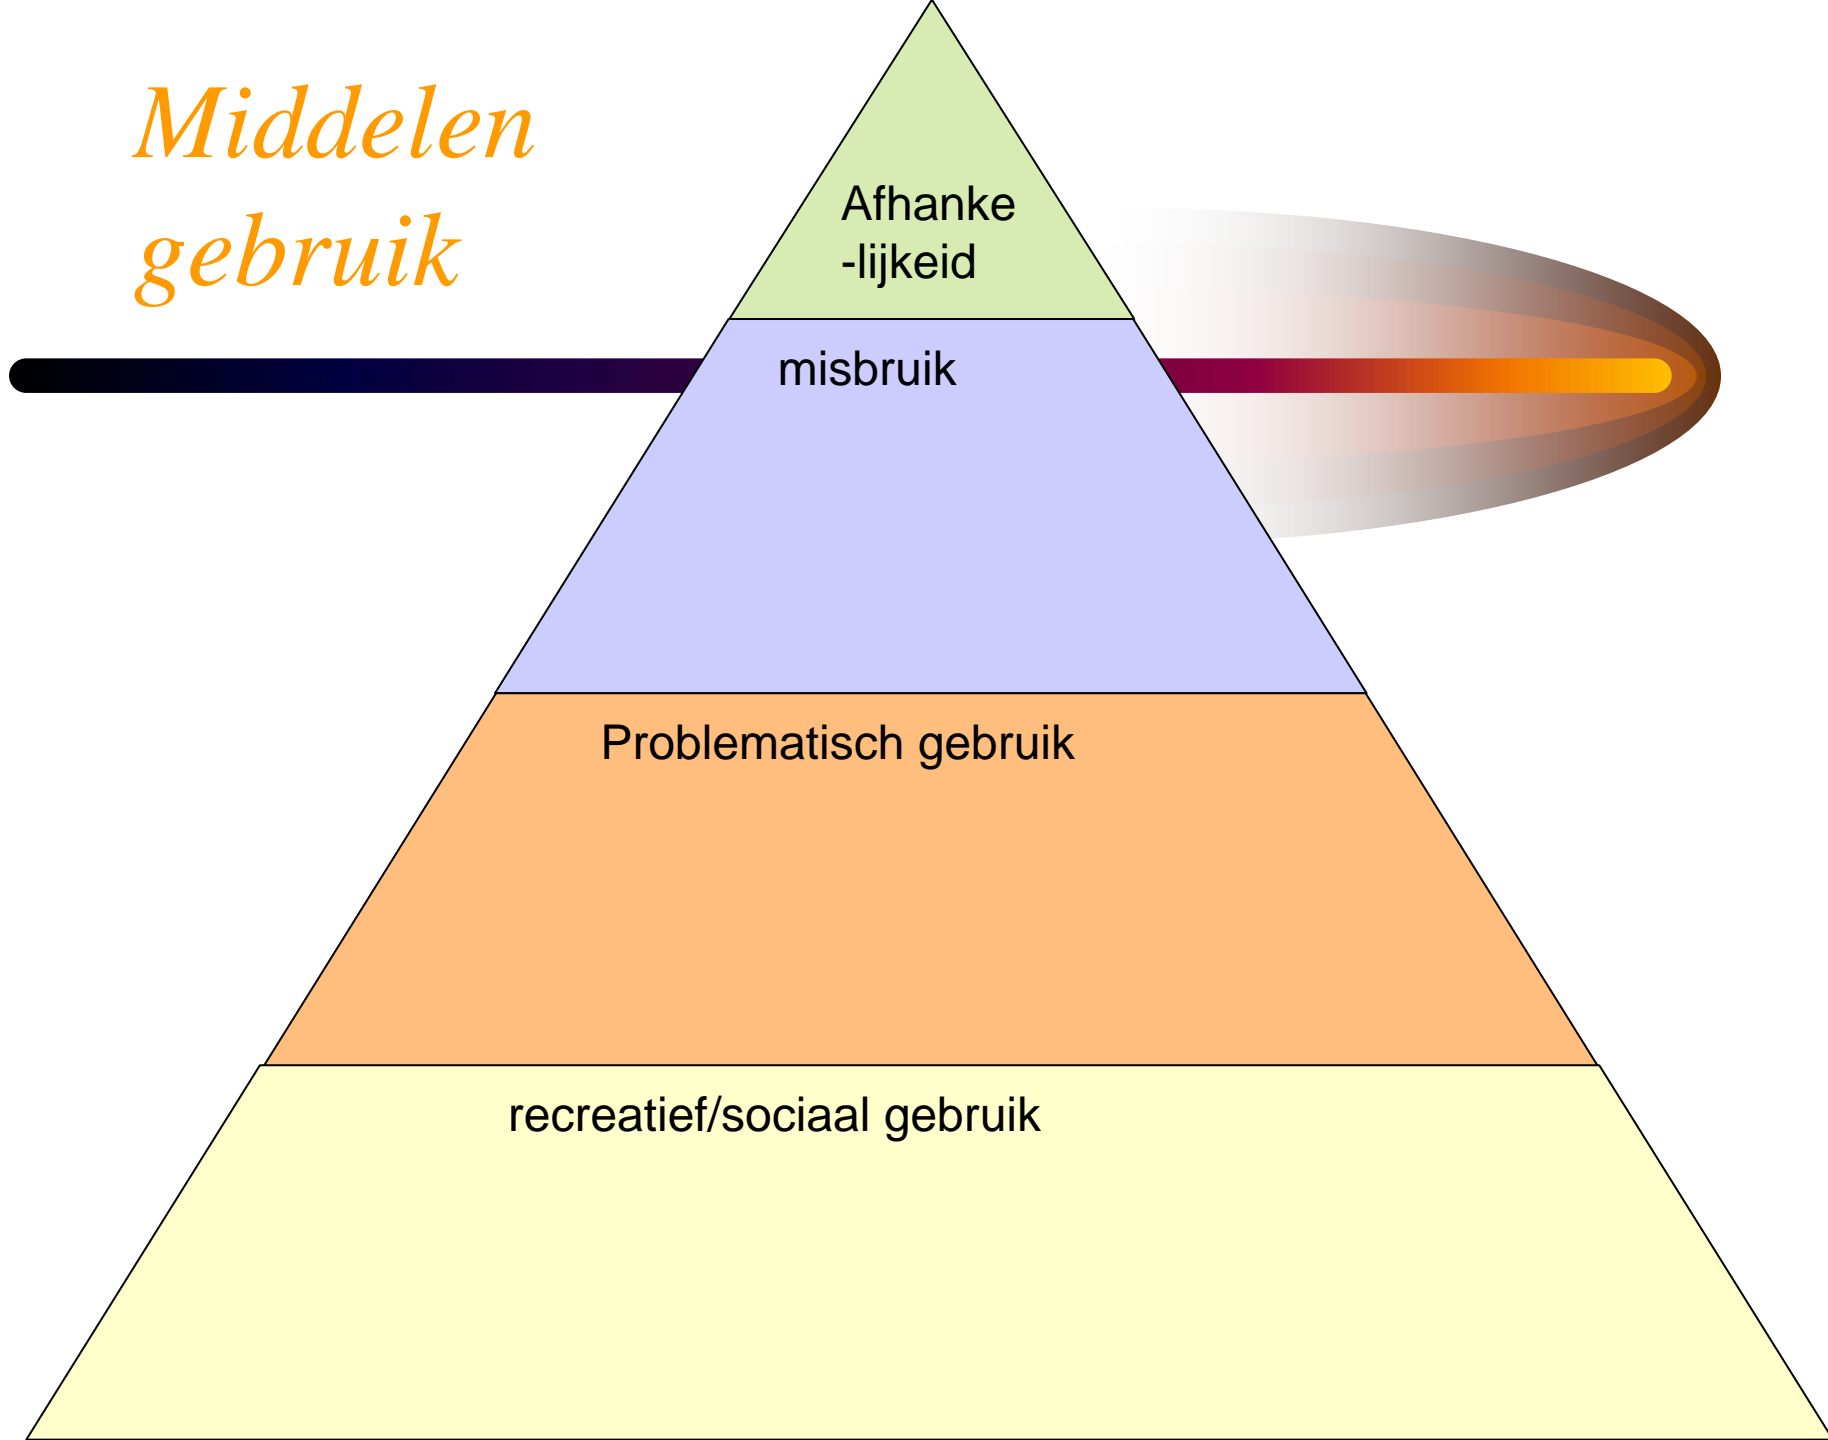 Middelen
gebruik
Afhanke
-lijkeid
misbruik
Problematisch gebruik
recreatief/sociaal gebruik